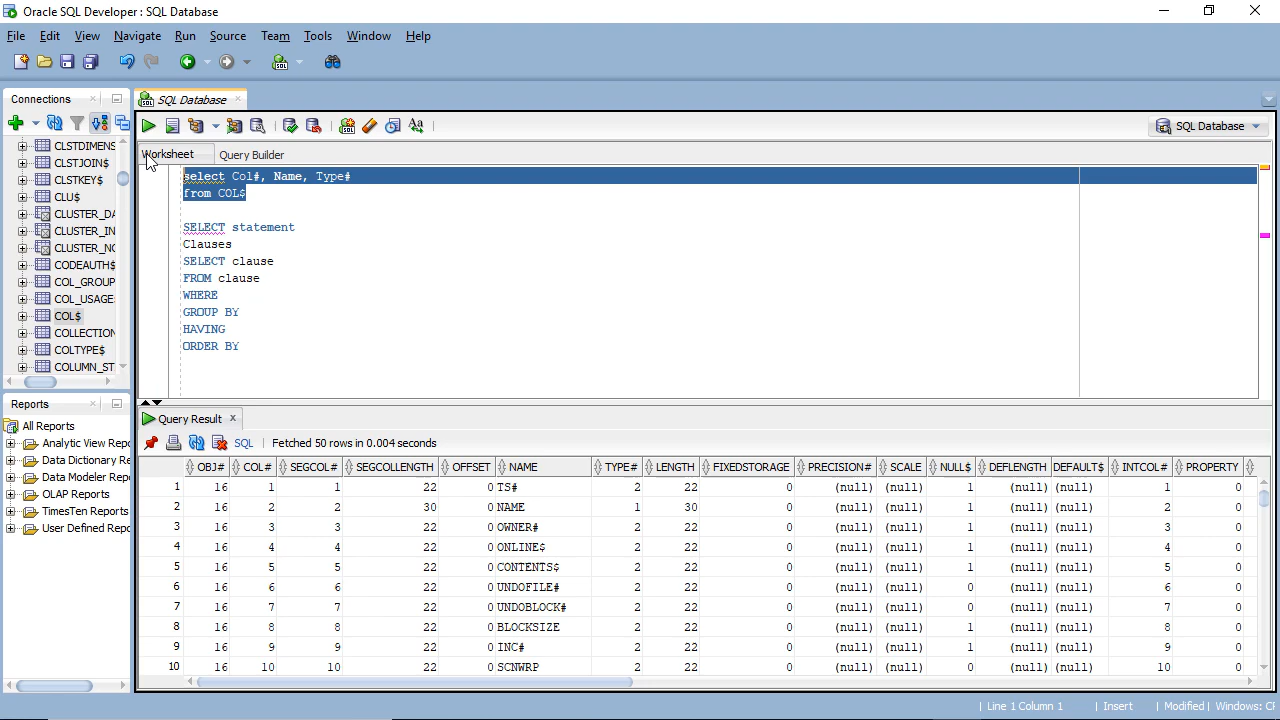 Oracle SQL Developer : SQL Database
File Edit View Navigate Run Source Team Tools Window Help
Connections
SQL Database
SQL Database
Worksheet Query Builder
CLSTDIMENS
CLSTJOIN$
CLSTKEY$
CLU$
CLUSTER_DA
CLUSTER_IN
CLUSTER_NO
CODEAUTH$
COL_GROUP
COL_USAGE
COL$
COLLECTION
COLTYPE$
COLUMN_ST
select Col#, Name, Type#
from COL$
SELECT statement
Clauses
SELECT clause
FROM clause
WHERE
GROUP BY
HAVING
ORDER BY
Reports
All Reports
Analytic View Repo
Data Dictionary Re
Data Modeler Repo
OLAP Reports
TimesTen Reports
User Defined Repo
Query Result
SQL Fetched 50 rows in 0.004 seconds
OBJ# COL# SEGCOL# SEGCOLLENGTH OFFSET NAME TYPE# LENGTH FIXEDSTORAGE PRECISION# SCALE NULL$ DEFLENGTH DEFAULT$ INTCOL# PROPERTY
1 16 1 1 22 0 TS# 2 22 0 (null) (null) 1 (null) (null) 1 0
2 16 2 2 30 0 NAME 1 30 0 (null) (null) 1 (null) (null) 2 0
3 16 3 3 22 0 OWNER# 2 22 0 (null) (null) 1 (null) (null) 3 0
4 16 4 4 22 0 ONLINE$ 2 22 0 (null) (null) 1 (null) (null) 4 0
5 16 5 5 22 0 CONTENTS$ 2 22 0 (null) (null) 1 (null) (null) 5 0
6 16 6 6 22 0 UNDOFILE# 2 22 0 (null) (null) 0 (null) (null) 6 0
7 16 7 7 22 0 UNDOBLOCK# 2 22 0 (null) (null) 0 (null) (null) 7 0
8 16 8 8 22 0 BLOCKSIZE 2 22 0 (null) (null) 1 (null) (null) 8 0
9 16 9 9 22 0 INC# 2 22 0 (null) (null) 1 (null) (null) 9 0
10 16 10 10 22 0 SCNWRP 2 22 0 (null) (null) 0 (null) (null) 10 0
Line 1 Column 1 Insert Modified Windows: CF